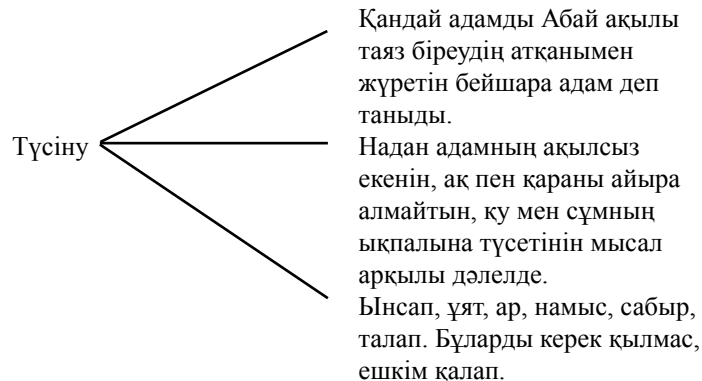 Түсіну
Қандай адамды Абай ақылы
таяз біреудің атқанымен
жүретін бейшара адам деп
таныды.
Надан адамның ақылсыз
екенін, ақ пен қараны айыра
алмайтын, қу мен сұмның
ықпалына түсетінін мысал
арқылы дәлелде.
Ынсап, ұят, ар, намыс, сабыр,
талап. Бұларды керек қылмас,
ешкім қалап.